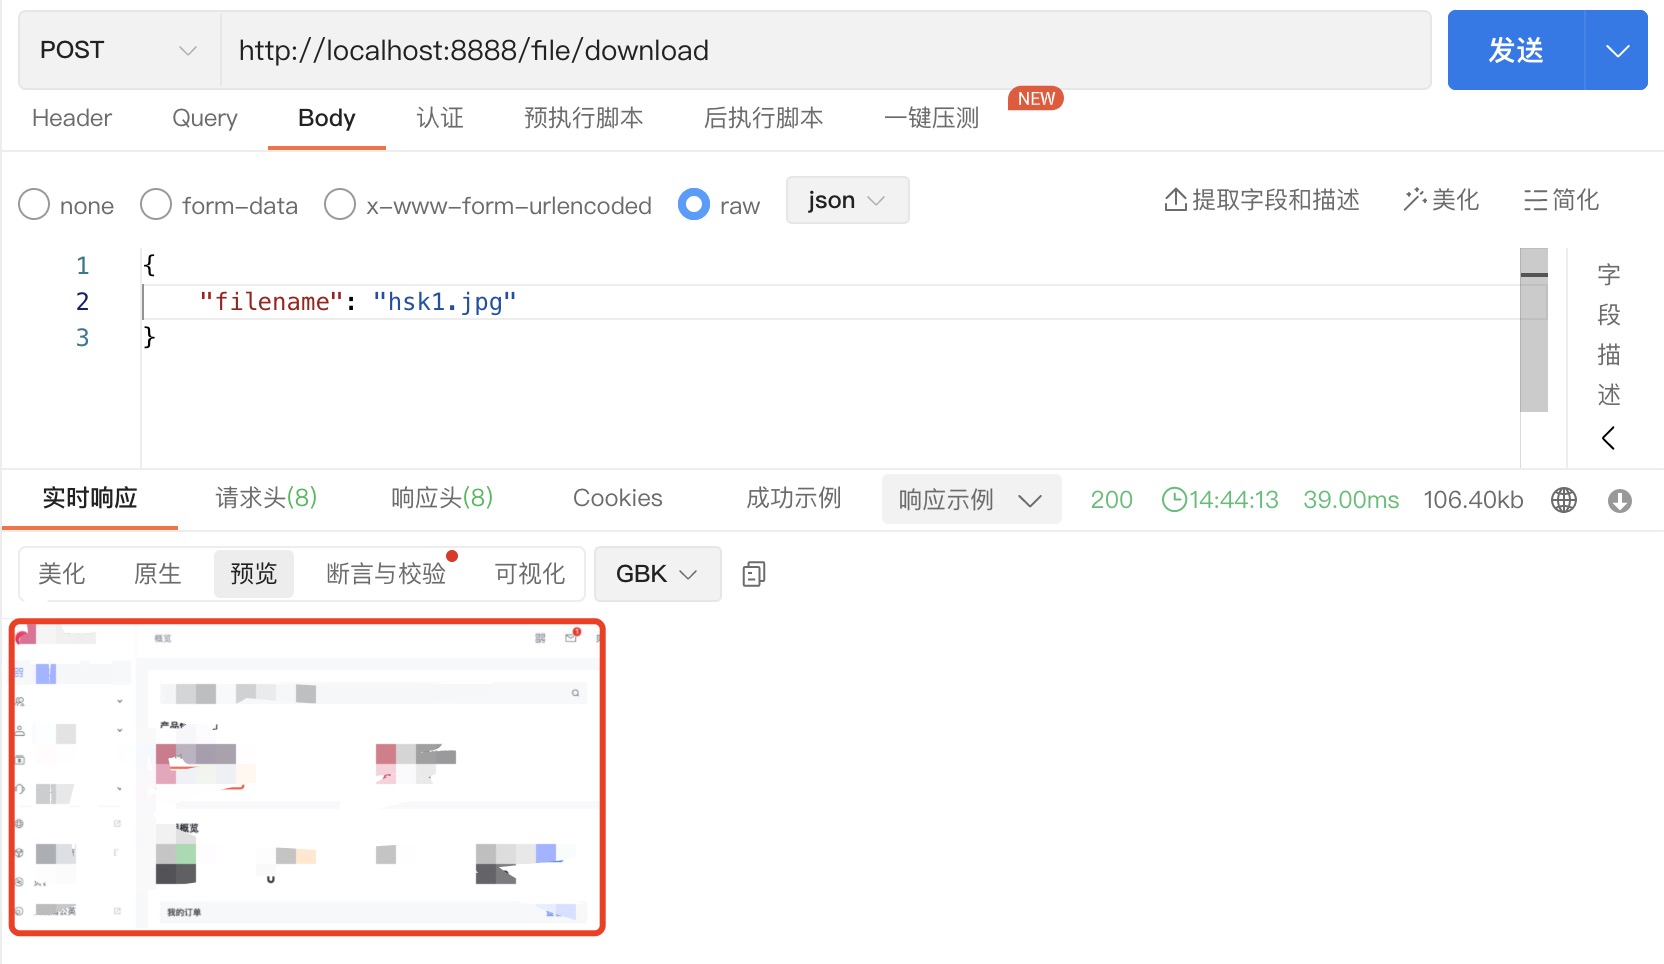 POST
http://localhost:8888/file/download
发送
Header Query Body 认证 预执行脚本 后执行脚本 一键压测 NEW
none form-data x-www-form-urlencoded raw json 提取字段和描述 美化 简化
1 {
2 "filename": "hsk1.jpg"
3 }
字段描述
实时响应 请求头(8) 响应头(8) Cookies 成功示例 响应示例 200 14:44:13 39.00ms 106.40kb
美化 原生 预览 断言与校验 可视化 GBK
概览
1
产品
概览
我的订单